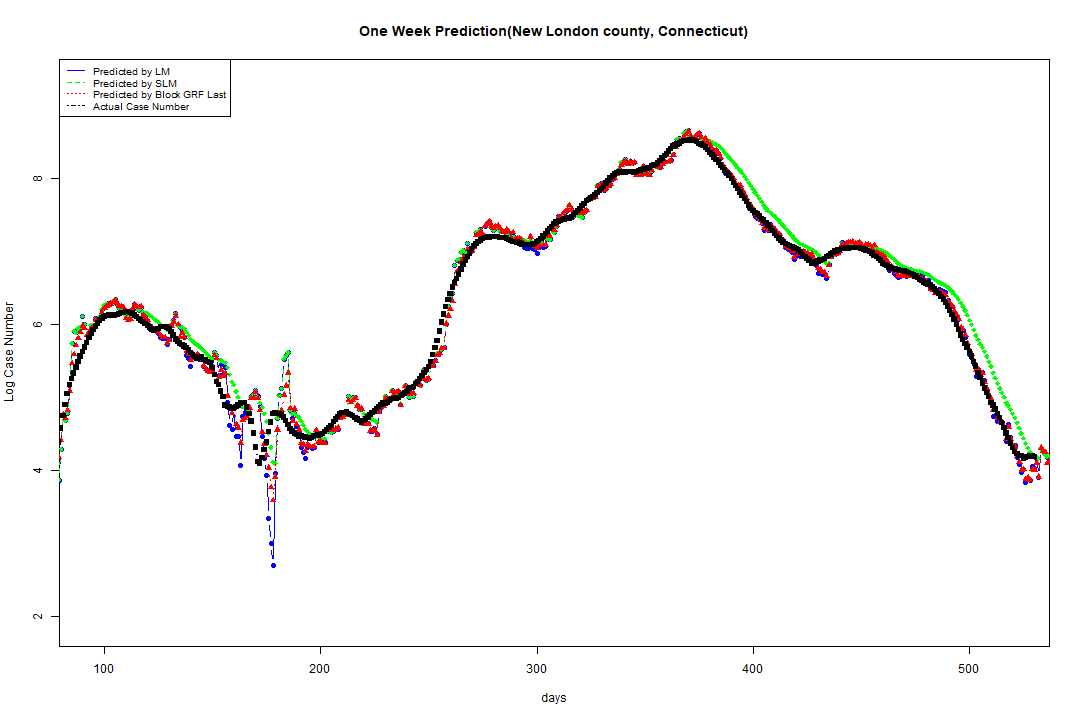 One Week Prediction(New London county, Connecticut)
Predicted by LM
Predicted by SLM
Predicted by Block GRF Last
Actual Case Number
8
6
4
2
Log Case Number
100 200 300 400 500
days